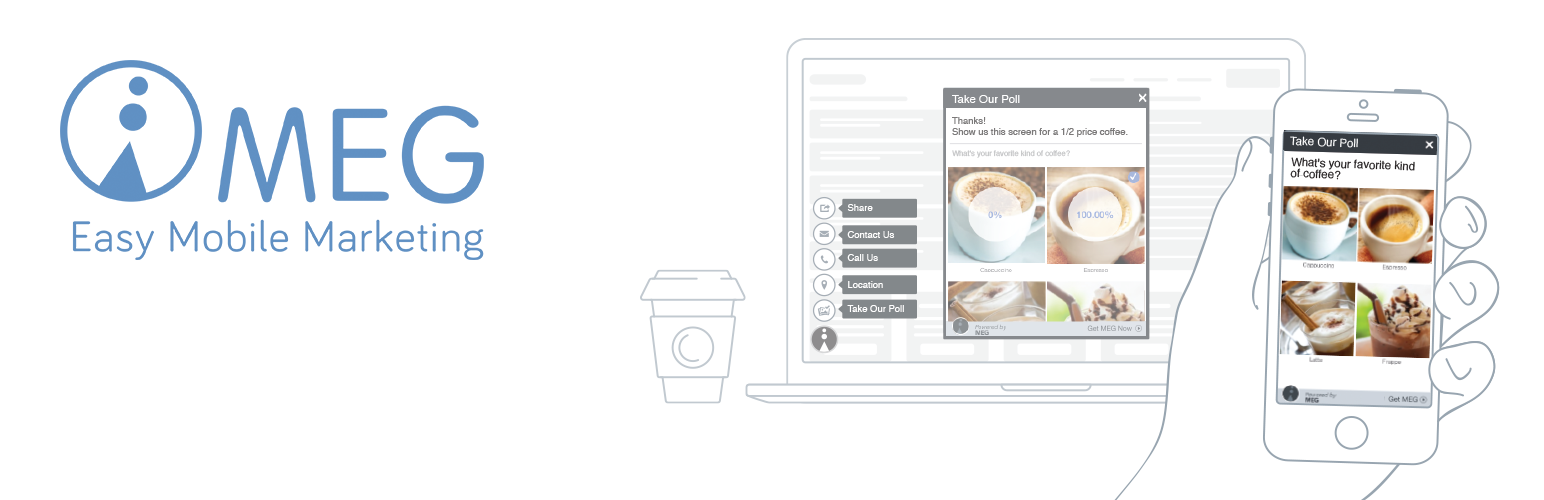 MEG
Easy Mobile Marketing
Share
Contact Us
Call Us
Location
Take Our Poll
Take Our Poll
Thanks!
Show us this screen for a 1/2 price coffee.
What's your favorite kind of coffee?
0%
100.00%
Cappuccino
Espresso
Powered by
MEG
Get MEG Now
Take Our Poll
What's your favorite kind
of coffee?
Cappuccino
Espresso
Latte
Frappe
Powered By:
MEG
Get MEG